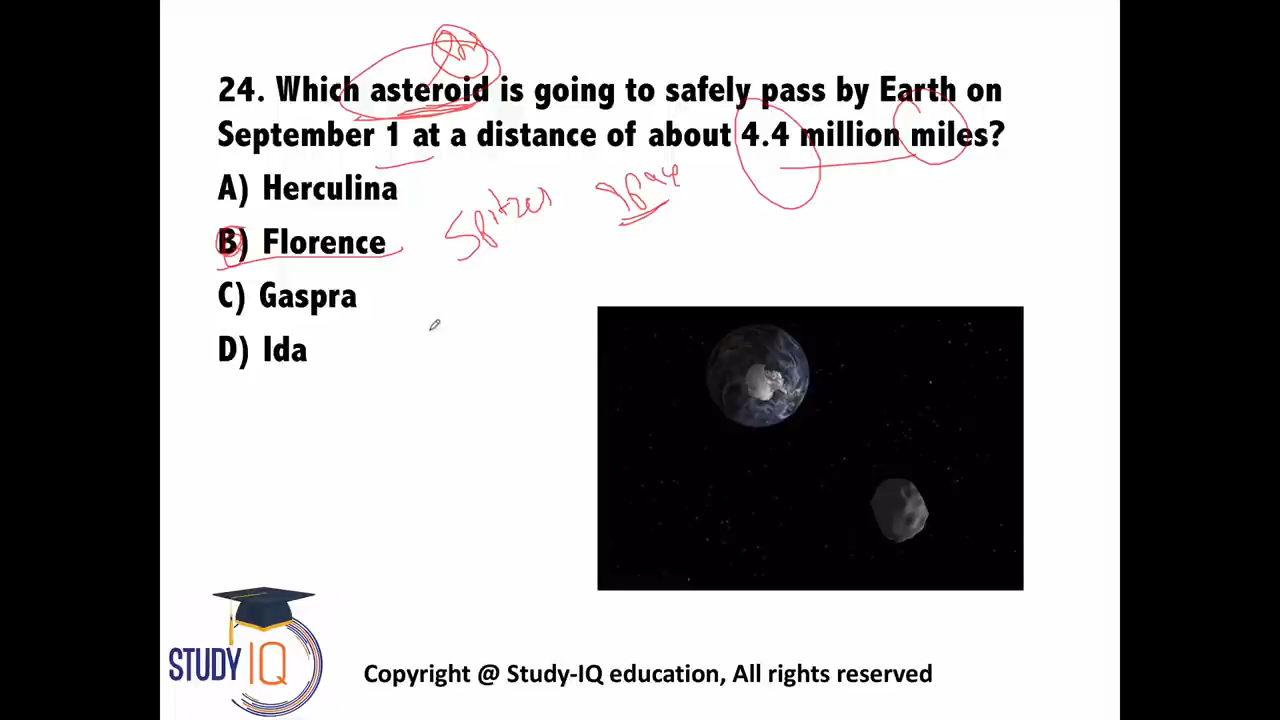 24. Which asteroid is going to safely pass by Earth on
September 1 at a distance of about 4.4 million miles?
A) Herculina
B) Florence
Spitzer
C) Gaspra
D) Ida
STUDY IQ
Copyright @ Study-IQ education, All rights reserved